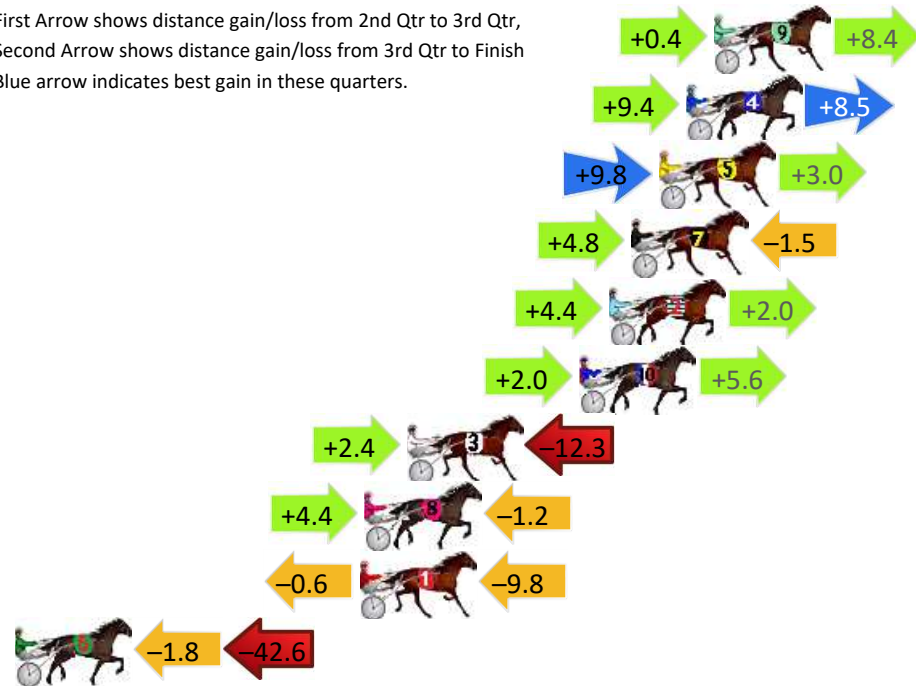 First Arrow shows distance gain/loss from 2nd Qtr to 3rd Qtr,
Second Arrow shows distance gain/loss from 3rd Qtr to Finish
Blue arrow indicates best gain in these quarters.
+0.4 9 +8.4
+9.4 4 +8.5
+9.8 5 +3.0
+4.8 7 –1.5
+4.4 +2.0
+2.0 10 +5.6
+2.4 3 –12.3
+4.4 8 –1.2
–0.6 1 –9.8
–1.8 –42.6